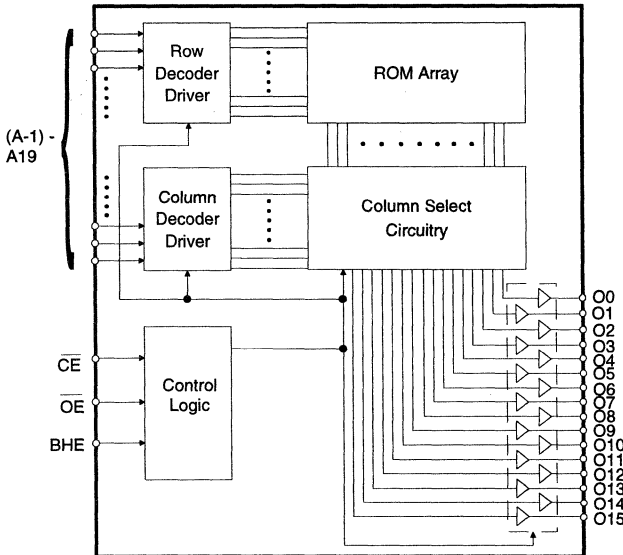 Row
Decoder
Driver
ROM Array
(A-1) -
A19
Column
Decoder
Driver
Column Select
Circuitry
CE
OE
BHE
Control
Logic
O0
O1
O2
O3
O4
O5
O6
O7
O8
O9
O10
O11
O12
O13
O14
O15